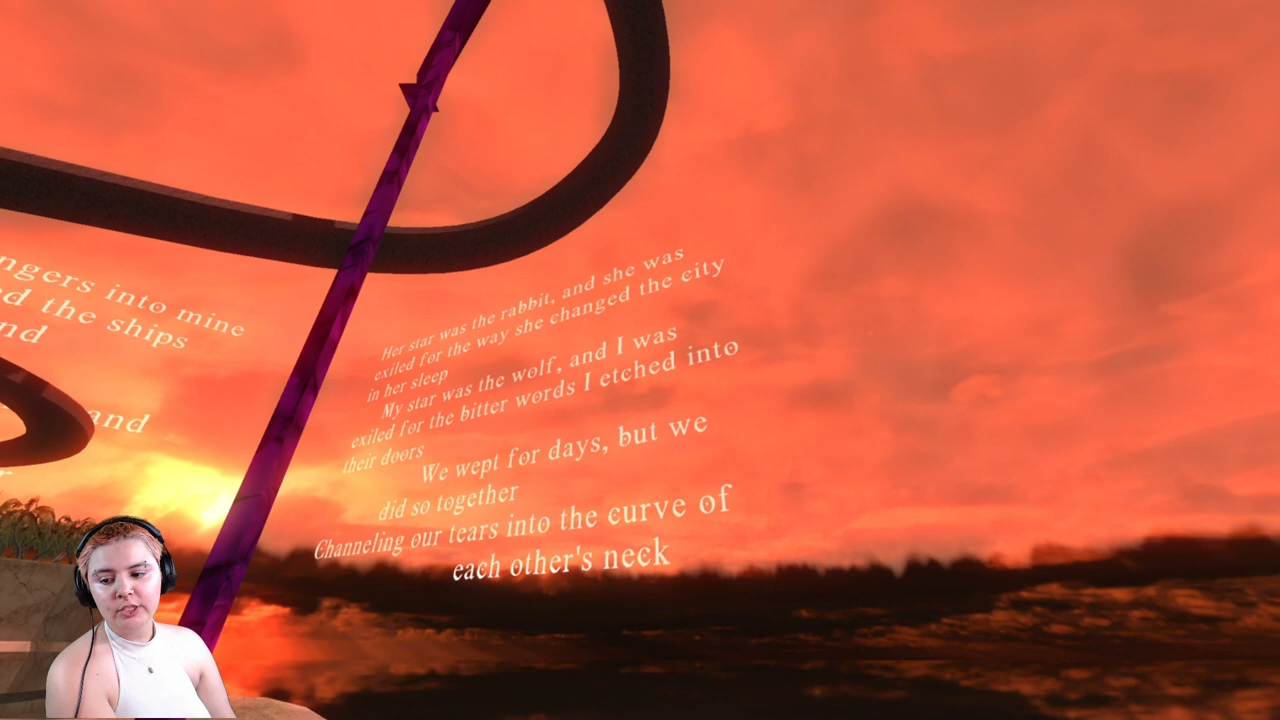 ngers into mine
ed the ships
nd
and
Her star was the rabbit, and she was
exiled for the way she changed the city
in her sleep
My star was the wolf, and I was
exiled for the bitter words I etched into
their doors
We wept for days, but we
did so together
Channeling our tears into the curve of
each other's neck